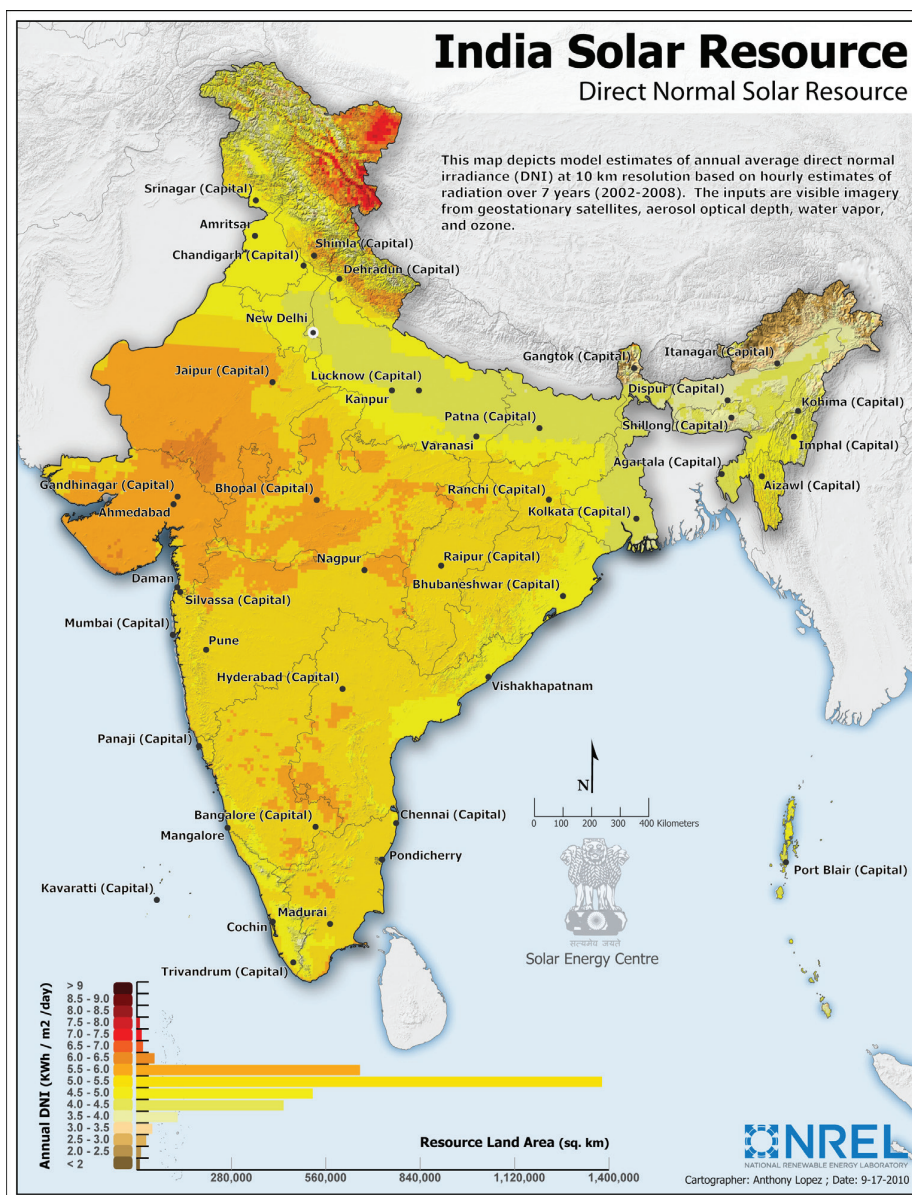 India Solar Resource
Direct Normal Solar Resource
This map depicts model estimates of annual average direct normal
irradiance (DNI) at 10 km resolution based on hourly estimates of
radiation over 7 years (2002-2008). The inputs are visible imagery
from geostationary satellites, aerosol optical depth, water vapor,
and ozone.
Srinagar (Capital)
Amritsar
Chandigarh (Capital)
Shimla (Capital)
Dehradun (Capital)
New Delhi
Jaipur (Capital)
Lucknow (Capital)
Kanpur
Gangtok (Capital)
Itanagar (Capital)
Dispur (Capital)
Kohima (Capital)
Patna (Capital)
Shillong (Capital)
Varanasi
Imphal (Capital)
Agartala (Capital)
Aizawl (Capital)
Gandhinagar (Capital)
Ahmedabad
Bhopal (Capital)
Ranchi (Capital)
Kolkata (Capital)
Nagpur
Raipur (Capital)
Daman
Silvassa (Capital)
Bhubaneshwar (Capital)
Mumbai (Capital)
Pune
Hyderabad (Capital)
Vishakhapatnam
Panaji (Capital)
N
0 100 200 300 400 Kilometers
Bangalore (Capital)
Chennai (Capital)
Mangalore
Pondicherry
Port Blair (Capital)
Kavaratti (Capital)
Madurai
Cochin
सत्यमेव जयते
Solar Energy Centre
Trivandrum (Capital)
Annual DNI (KWh / m2 /day)
> 9
8.5 - 9.0
8.0 - 8.5
7.5 - 8.0
7.0 - 7.5
6.5 - 7.0
6.0 - 6.5
5.5 - 6.0
5.0 - 5.5
4.5 - 5.0
4.0 - 4.5
3.5 - 4.0
3.0 - 3.5
2.5 - 3.0
2.0 - 2.5
< 2
Resource Land Area (sq. km)
280,000 560,000 840,000 1,120,000 1,400,000
NREL
NATIONAL RENEWABLE ENERGY LABORATORY
Cartographer: Anthony Lopez ; Date: 9-17-2010